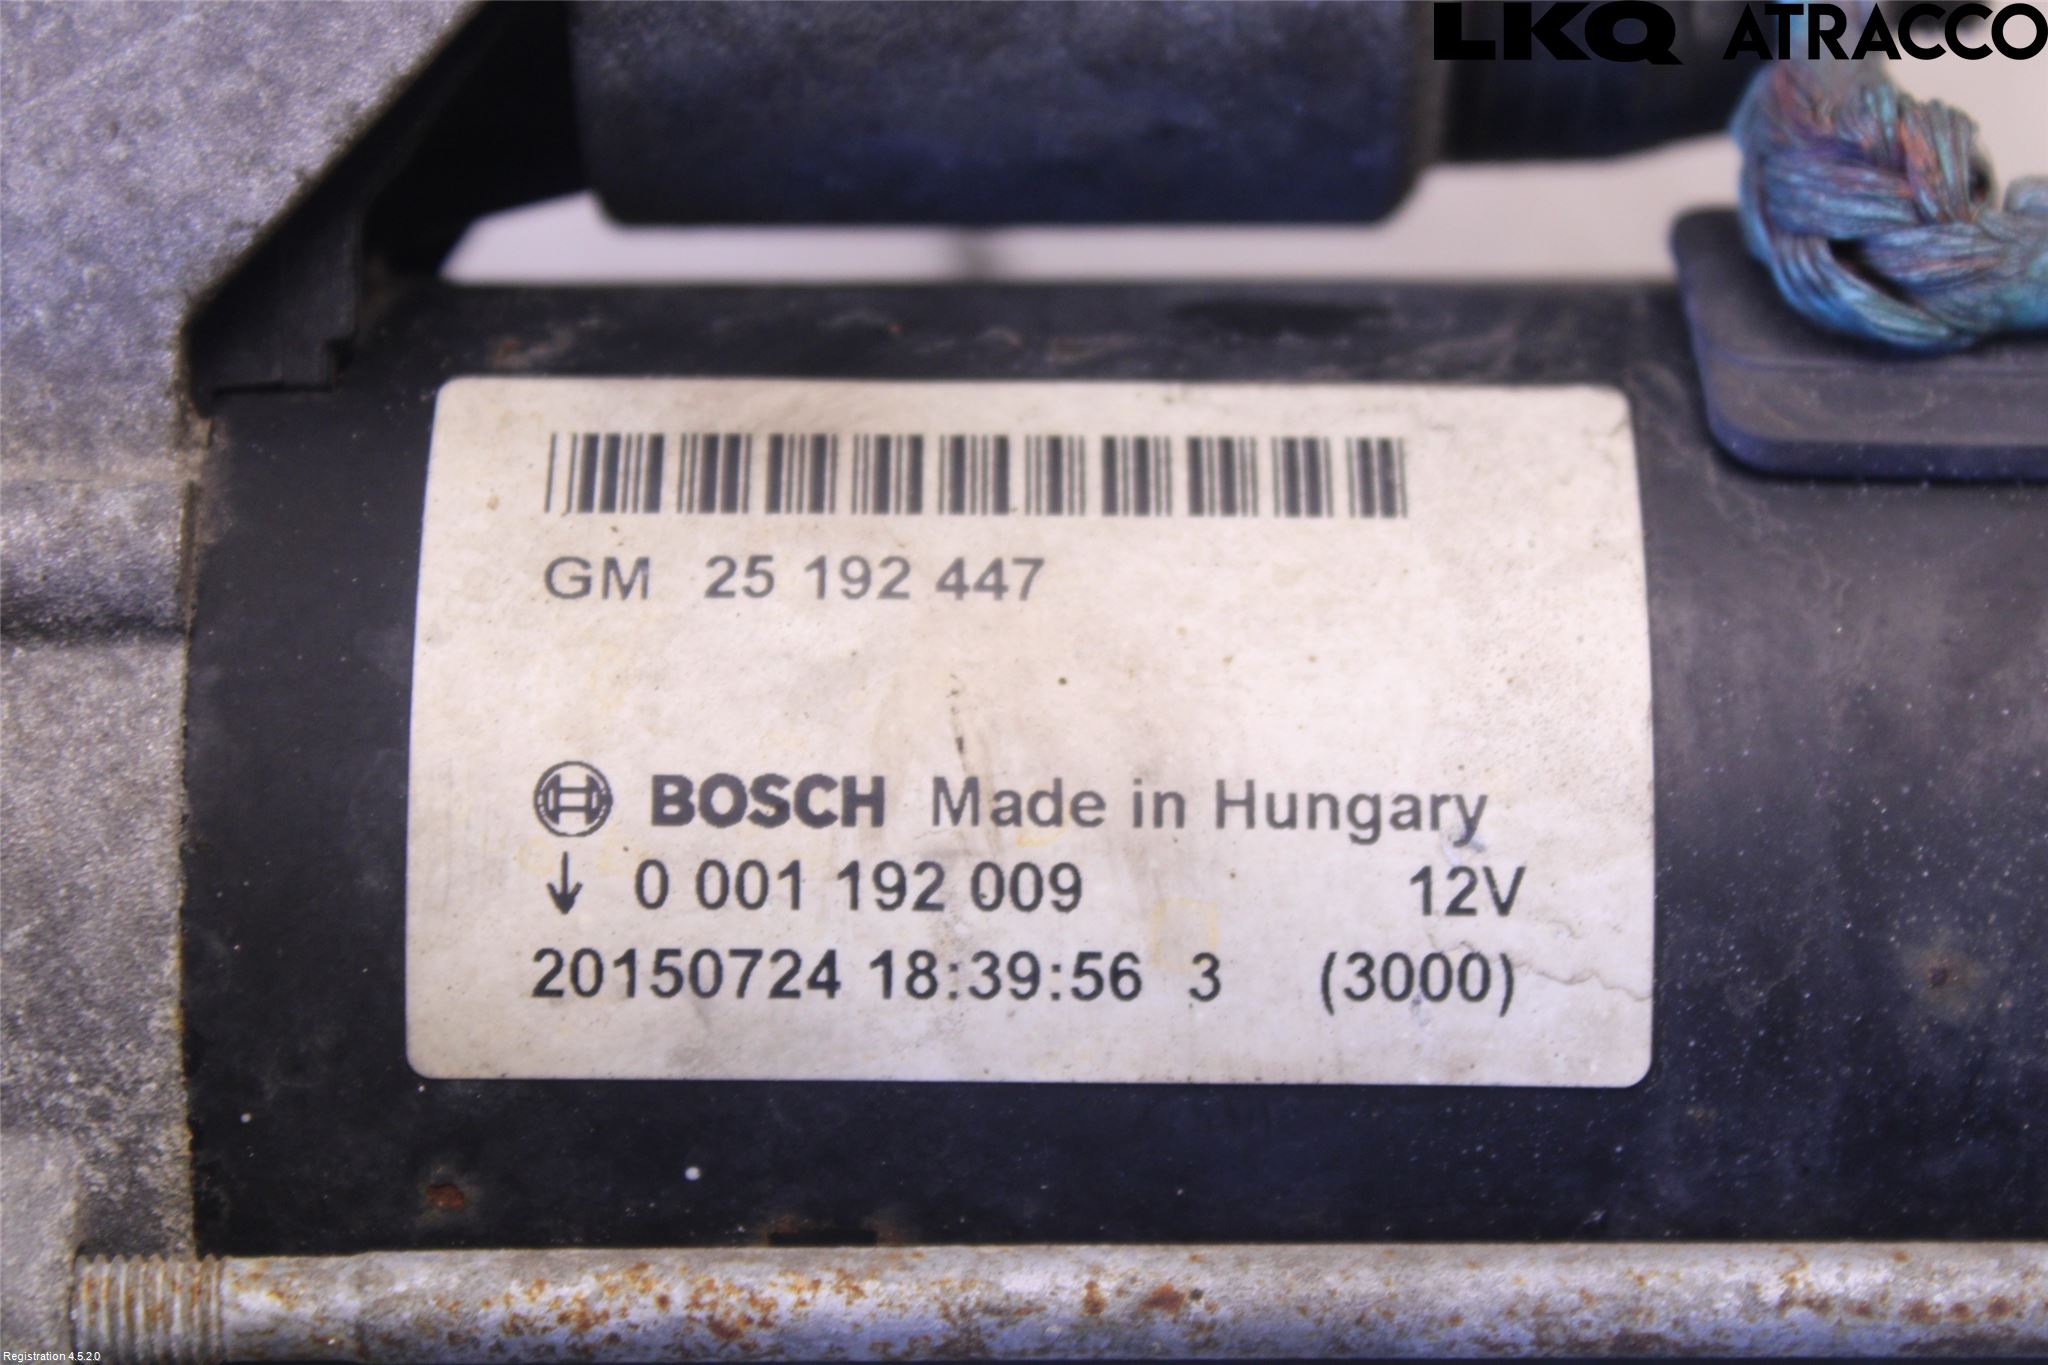 LKQ ATRACCO
GM 25 192 447
BOSCH Made in Hungary
↓ 0 001 192 009 12V
20150724 18:39:56 3 (3000)
Registration 4.5.2.0